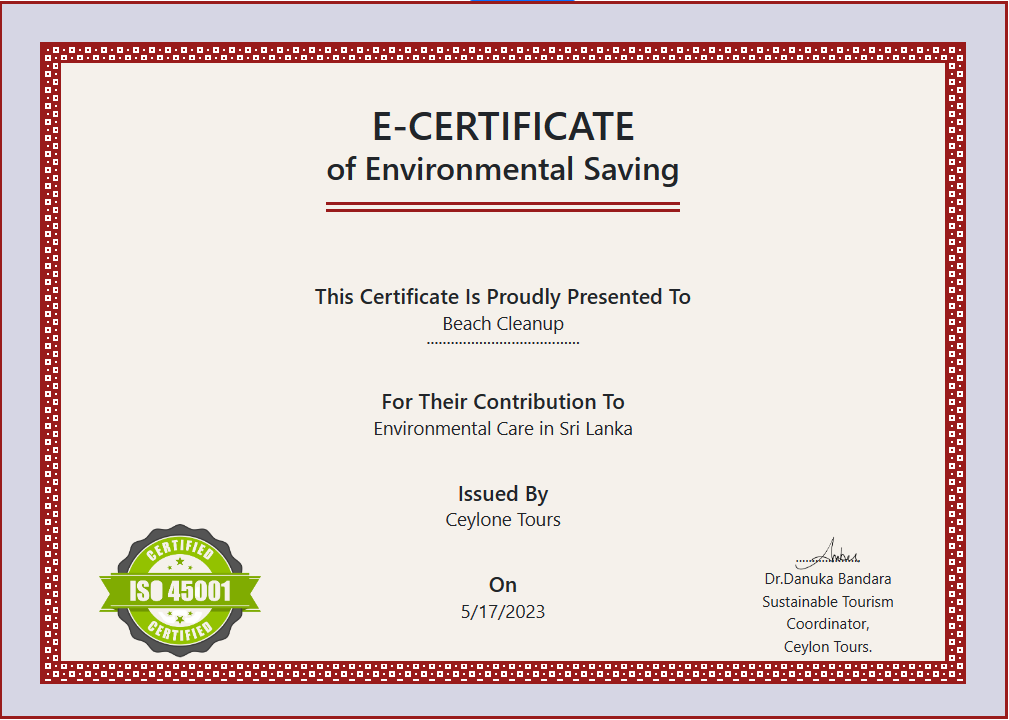 E-CERTIFICATE
of Environmental Saving
This Certificate Is Proudly Presented To
Beach Cleanup
For Their Contribution To
Environmental Care in Sri Lanka
Issued By
Ceylone Tours
On
5/17/2023
CERTIFIED
ISO 45001
CERTIFIED
Dr.Danuka Bandara
Sustainable Tourism
Coordinator,
Ceylon Tours.